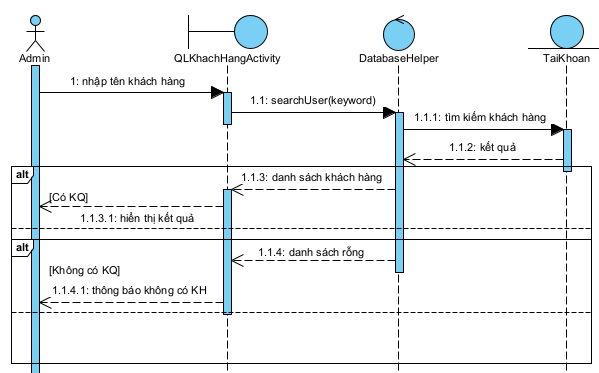 Admin
QLKhachHangActivity
DatabaseHelper
TaiKhoan
1: nhập tên khách hàng
1.1: searchUser(keyword)
1.1.1: tìm kiếm khách hàng
1.1.2: kết quả
alt
1.1.3: danh sách khách hàng
[Có KQ]
1.1.3.1: hiển thị kết quả
alt
1.1.4: danh sách rỗng
[Không có KQ]
1.1.4.1: thông báo không có KH